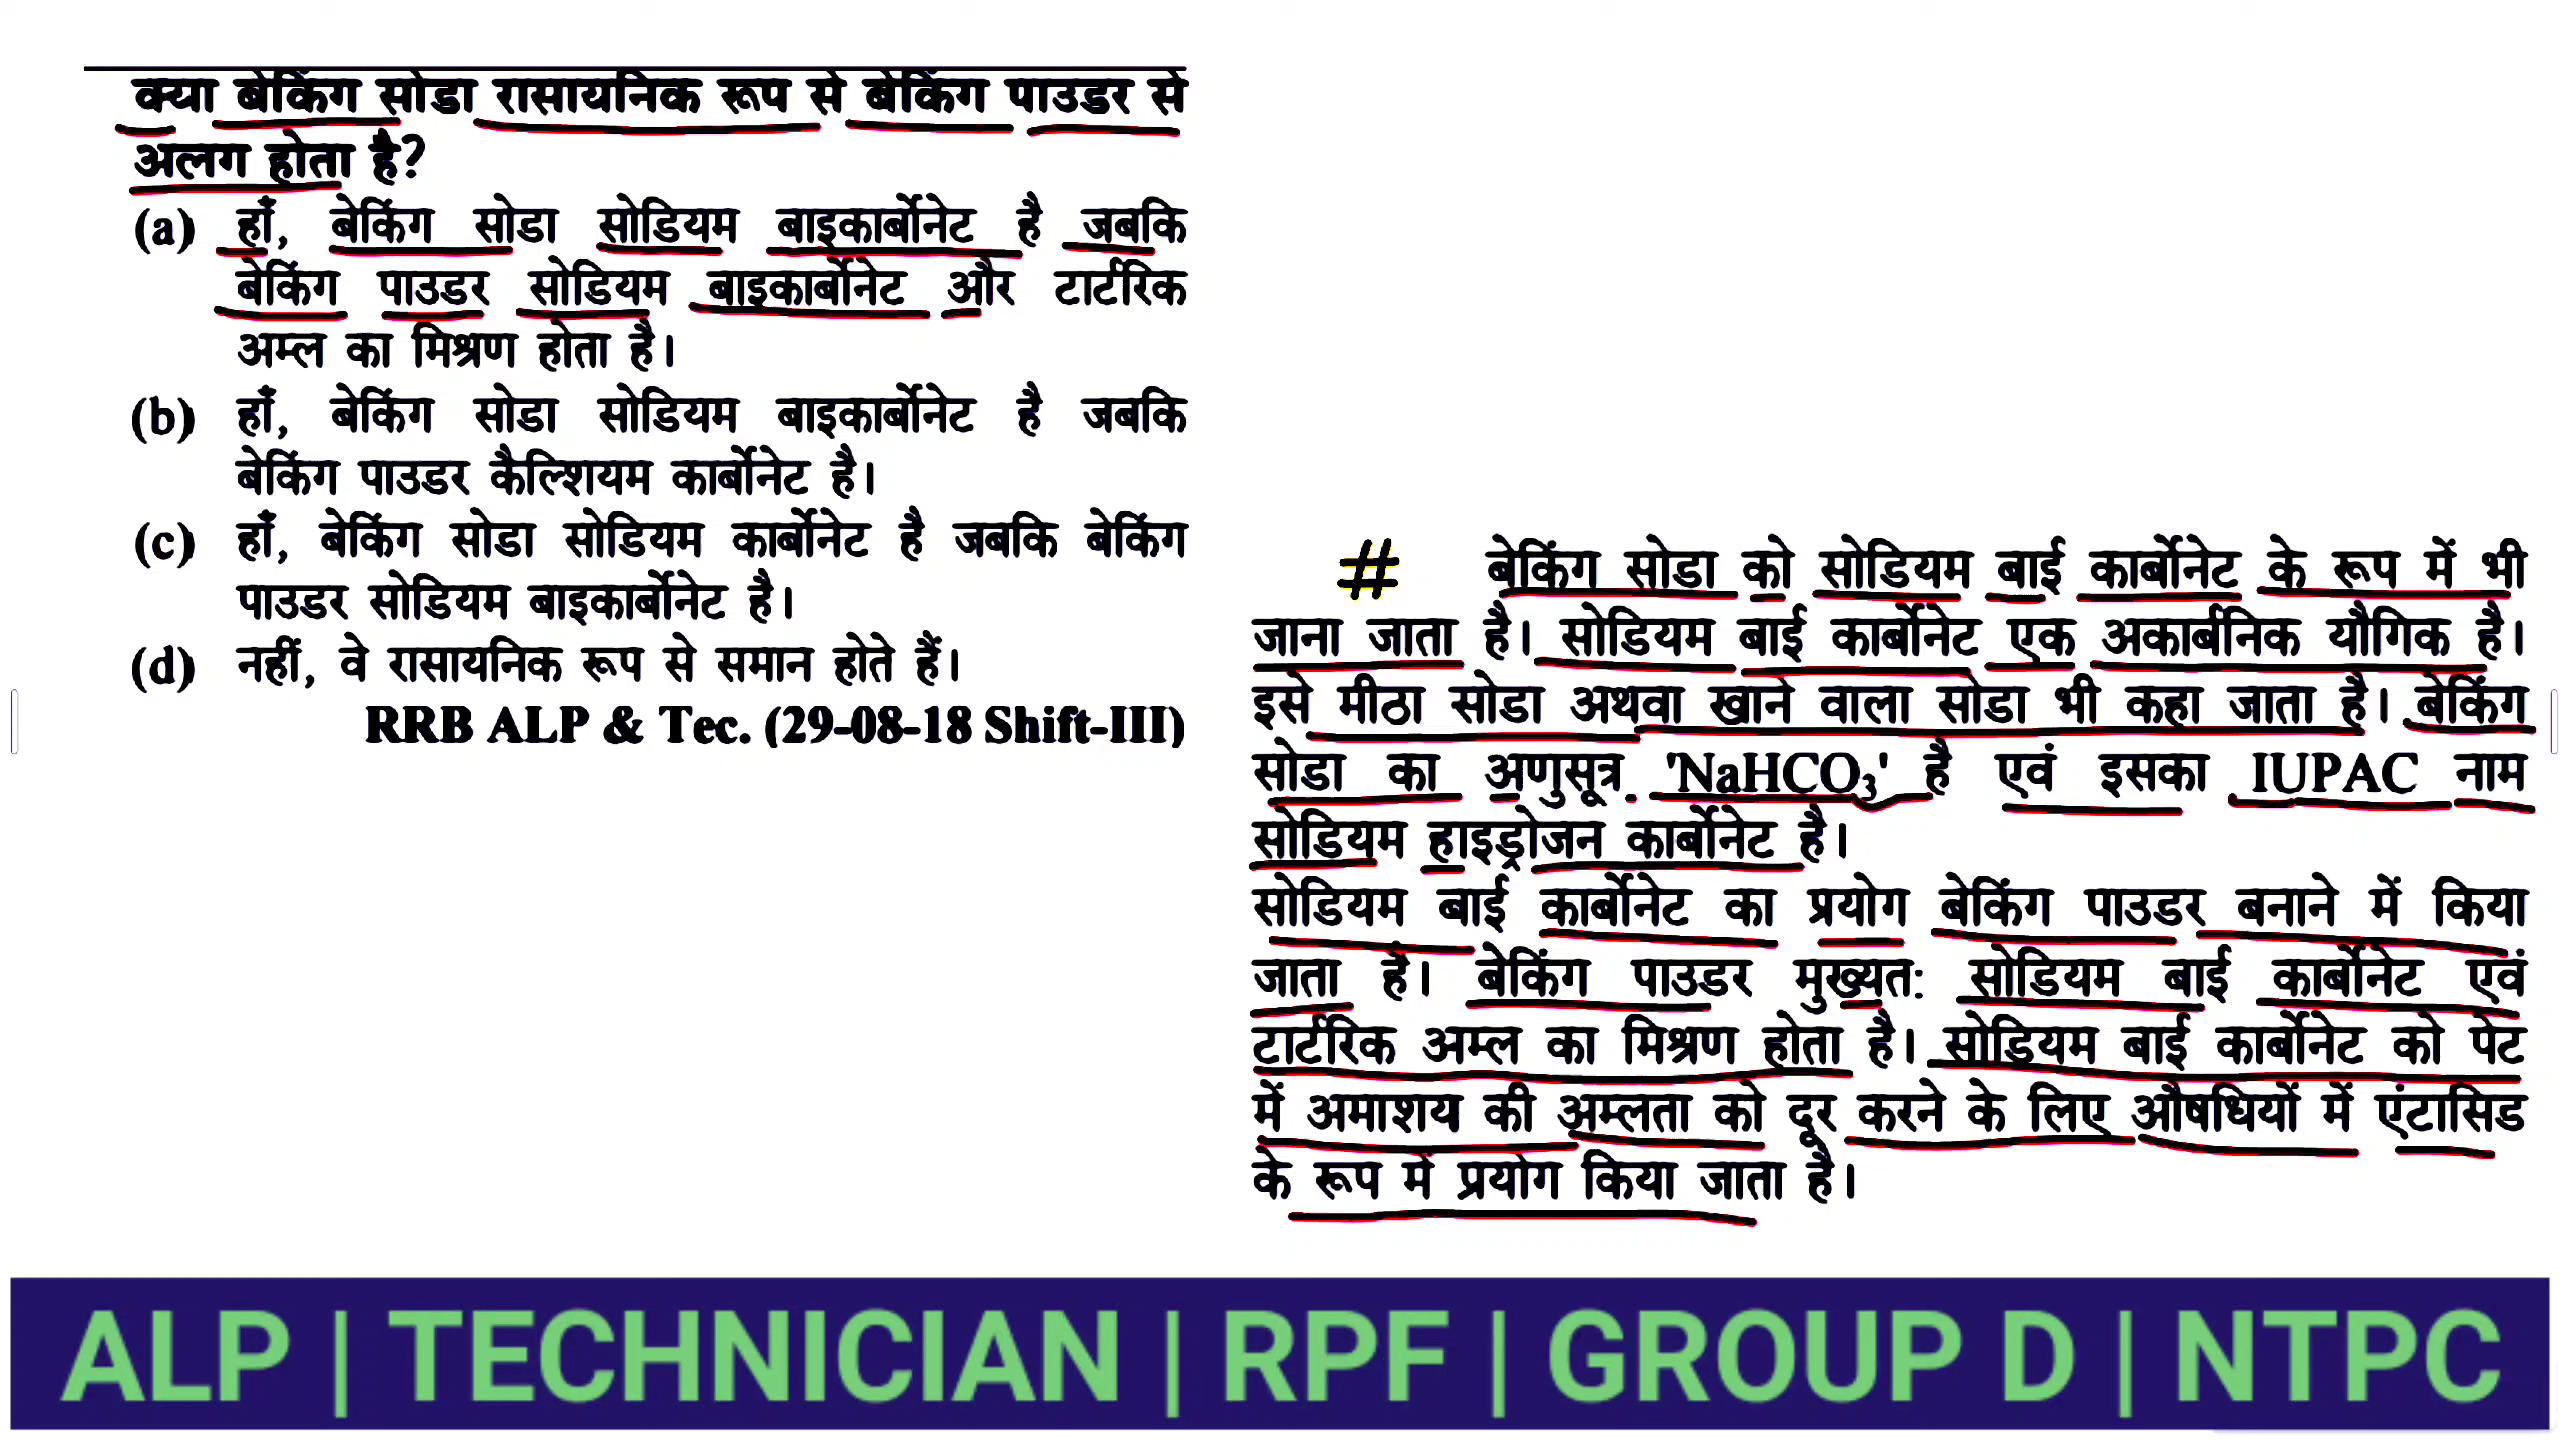 क्या बेकिंग सोडा रासायनिक रूप से बेकिंग पाउडर से
अलग होता है?
(a) हाँ, बेकिंग सोडा सोडियम बाइकार्बोनेट है जबकि
बेकिंग पाउडर सोडियम बाइकार्बोनेट और टार्टरिक
अम्ल का मिश्रण होता है।
(b) हाँ, बेकिंग सोडा सोडियम बाइकार्बोनेट है जबकि
बेकिंग पाउडर कैल्शियम कार्बोनेट है।
(c) हाँ, बेकिंग सोडा सोडियम कार्बोनेट है जबकि बेकिंग
पाउडर सोडियम बाइकार्बोनेट है।
(d) नहीं, वे रासायनिक रूप से समान होते हैं।
RRB ALP & Tec. (29-08-18 Shift-III)
# बेकिंग सोडा को सोडियम बाई कार्बोनेट के रूप में भी
जाना जाता है। सोडियम बाई कार्बोनेट एक अकार्बनिक यौगिक है।
इसे मीठा सोडा अथवा खाने वाला सोडा भी कहा जाता है। बेकिंग
सोडा का अणुसूत्र 'NaHCO₃' है एवं इसका IUPAC नाम
सोडियम हाइड्रोजन कार्बोनेट है।
सोडियम बाई कार्बोनेट का प्रयोग बेकिंग पाउडर बनाने में किया
जाता है। बेकिंग पाउडर मुख्यत: सोडियम बाई कार्बोनेट एवं
टार्टरिक अम्ल का मिश्रण होता है। सोडियम बाई कार्बोनेट को पेट
में अमाशय की अम्लता को दूर करने के लिए औषधियों में एंटासिड
के रूप में प्रयोग किया जाता है।
ALP | TECHNICIAN | RPF | GROUP D | NTPC